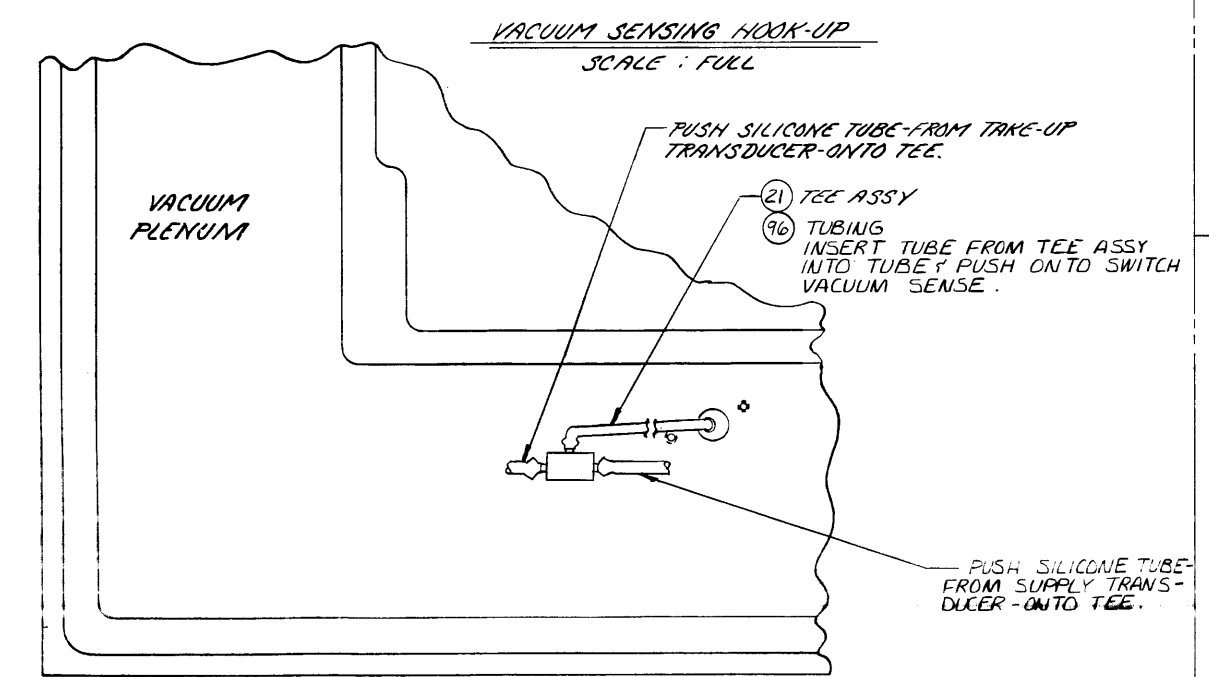 VACUUM SENSING HOOK-UP
SCALE : FULL
PUSH SILICONE TUBE-FROM TAKE-UP
TRANSDUCER-ONTO TEE.
VACUUM
PLENUM
21 TEE ASSY
96 TUBING
INSERT TUBE FROM TEE ASSY
INTO TUBE & PUSH ONTO SWITCH
VACUUM SENSE.
PUSH SILICONE TUBE-
FROM SUPPLY TRANS-
DUCER-ONTO TEE.